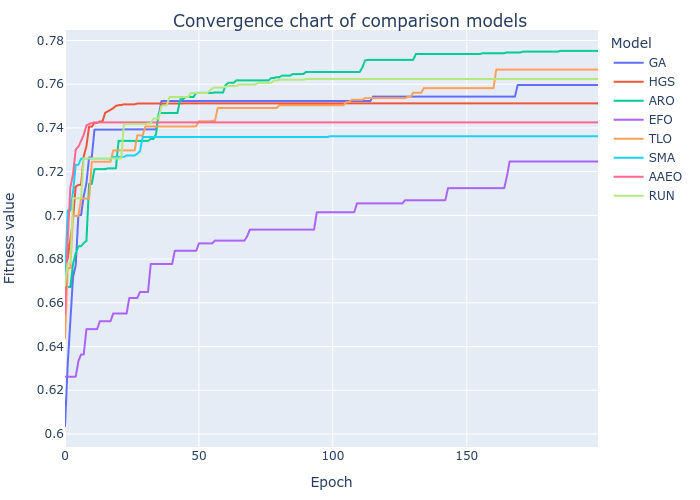 Convergence chart of comparison models
Model
GA
HGS
ARO
EFO
TLO
SMA
AAEO
RUN
Fitness value
0.78
0.76
0.74
0.72
0.7
0.68
0.66
0.64
0.62
0.6
0
50
100
150
Epoch